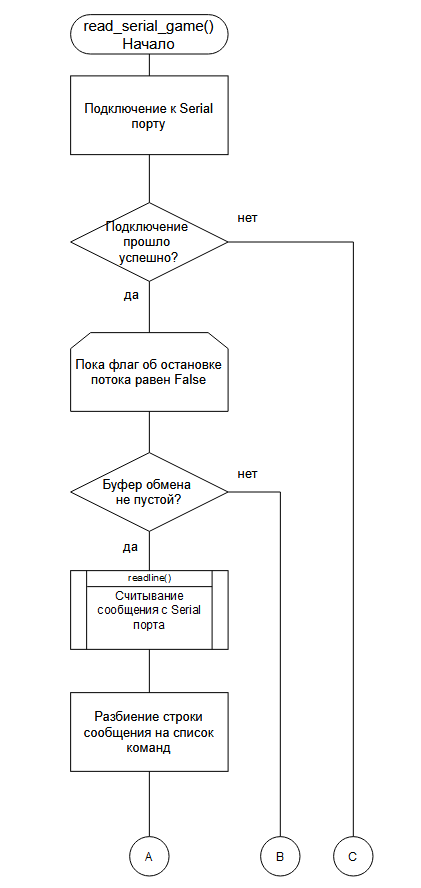 read_serial_game()
Начало
Подключение к Serial
порту
Подключение
прошло
успешно?
нет
да
Пока флаг об остановке
потока равен False
Буфер обмена
не пустой?
нет
да
readline()
Считывание
сообщения с Serial
порта
Разбиение строки
сообщения на список
команд
A
B
C